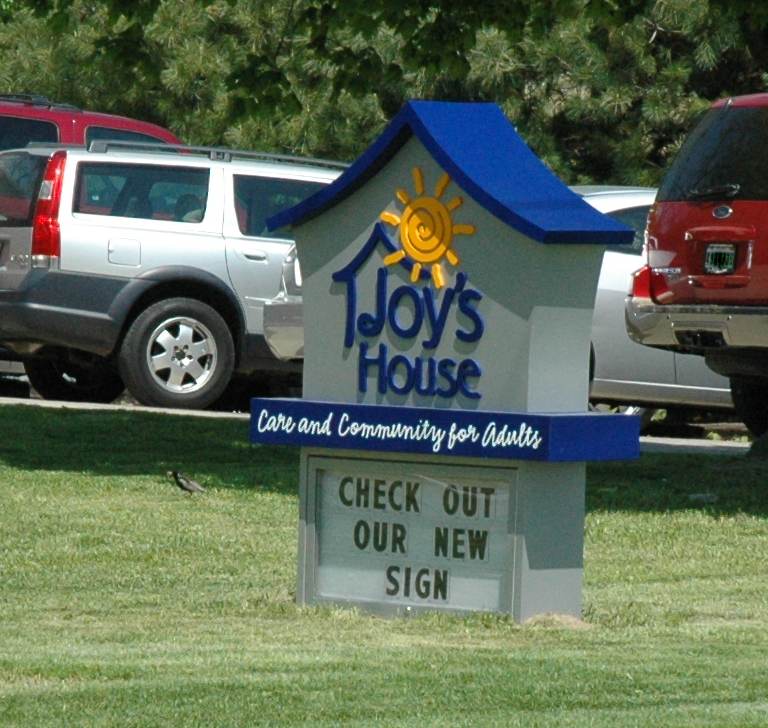 Joy's
House
Care and Community for Adults
CHECK OUT
OUR NEW
SIGN